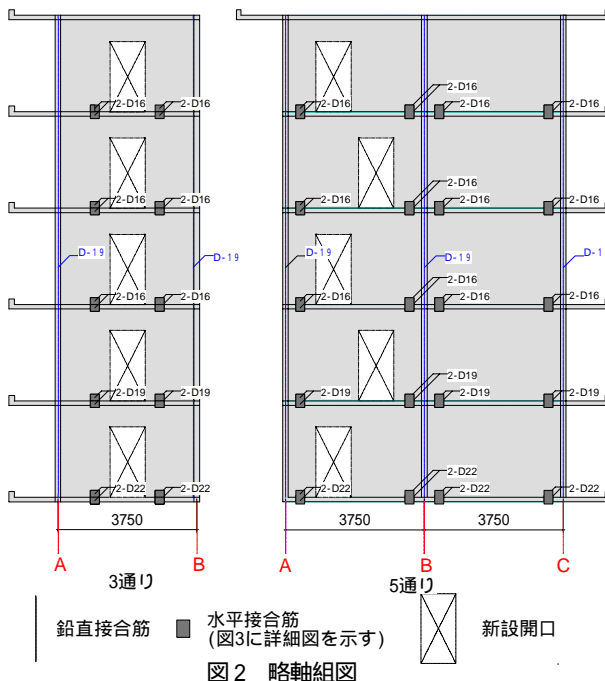 2-D16 2-D16
2-D16
2-D16 2-D16 2-D16
2-D16 2-D16
2-D16
2-D16 2-D16 2-D16
D-19 D-19
D-19 D-19 D-1
2-D16 2-D16
2-D16
2-D16 2-D16 2-D16
2-D19 2-D19
2-D19
2-D19 2-D19 2-D19
2-D22 2-D22
2-D22
2-D22 2-D22 2-D22
3750 3750 3750
A B A B C
3通り 5通り
鉛直接合筋
水平接合筋
(図3に詳細図を示す)
新設開口
図2 略軸組図